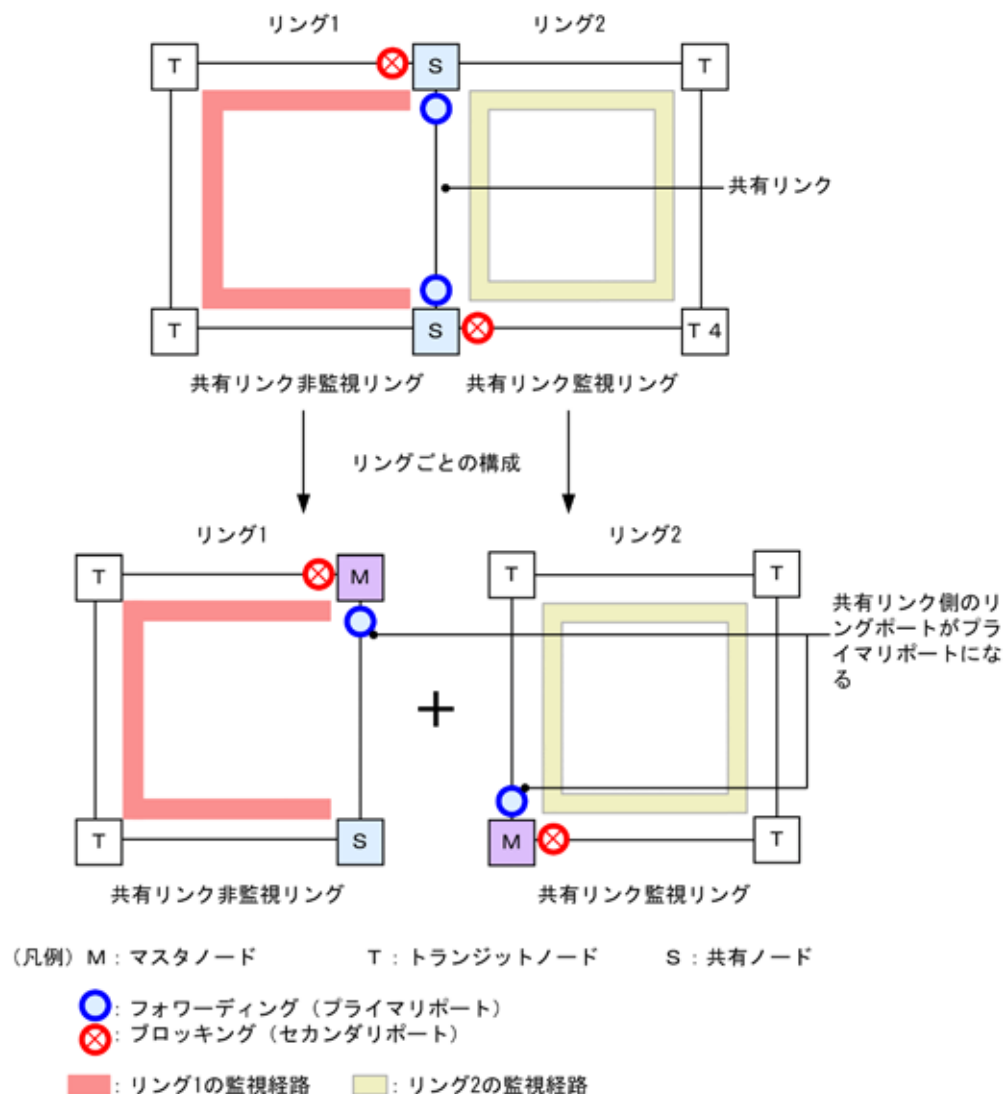 リング1 リング2
T S T
共有リンク
T S T 4
共有リンク非監視リング 共有リンク監視リング
リングごとの構成
リング1 リング2
T M T T
共有リンク側のリ
ングポートがプラ
イマリポートにな
る
+
T S M T
共有リンク非監視リング 共有リンク監視リング
(凡例) M : マスタノード T : トランジットノード S : 共有ノード
: フォワーディング (プライマリポート)
: ブロッキング (セカンダリポート)
: リング1の監視経路 : リング2の監視経路